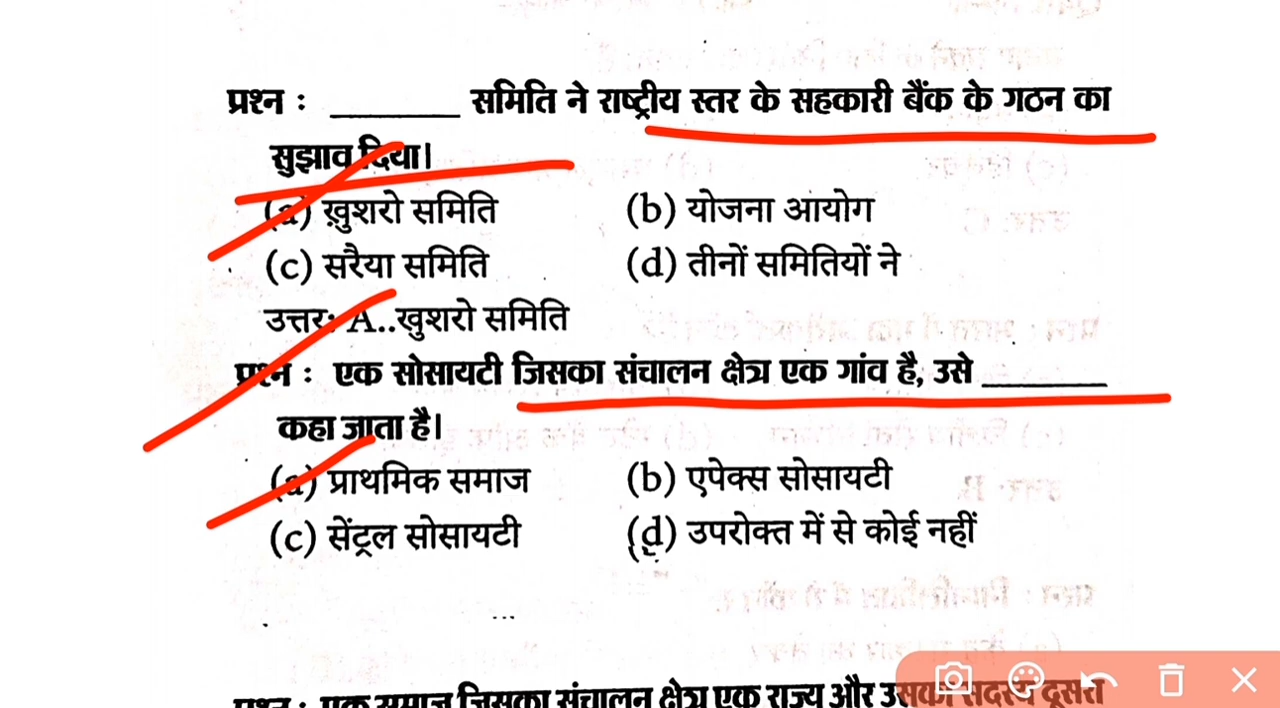 प्रश्न : ________ समिति ने राष्ट्रीय स्तर के सहकारी बैंक के गठन का
सुझाव दिया।
(a) ख़ुशरो समिति (b) योजना आयोग
(c) सरैया समिति (d) तीनों समितियों ने
उत्तर: A..खुशरो समिति
प्रश्न : एक सोसायटी जिसका संचालन क्षेत्र एक गांव है, उसे ________
कहा जाता है।
(a) प्राथमिक समाज (b) एपेक्स सोसायटी
(c) सेंट्रल सोसायटी (d) उपरोक्त में से कोई नहीं
प्रश्न : एक समाज जिसका संचालन क्षेत्र एक राज्य और उसका सदस्य दूसरा